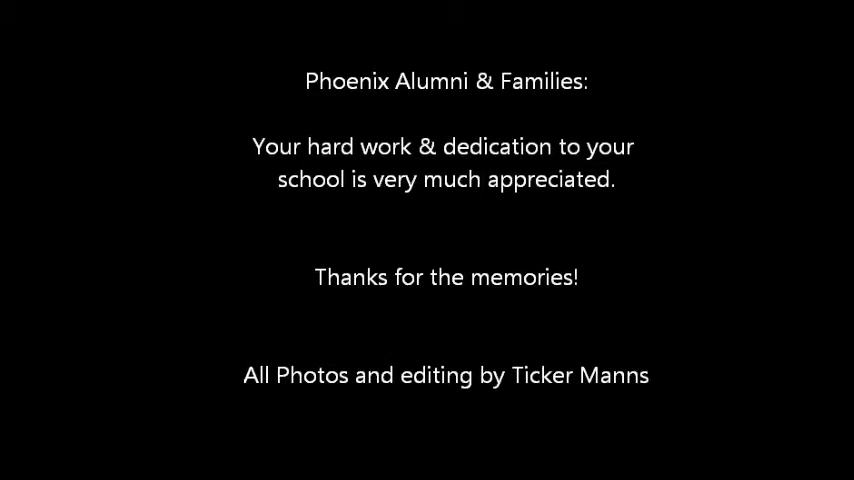 Phoenix Alumni & Families:
Your hard work & dedication to your
school is very much appreciated.
Thanks for the memories!
All Photos and editing by Ticker Manns